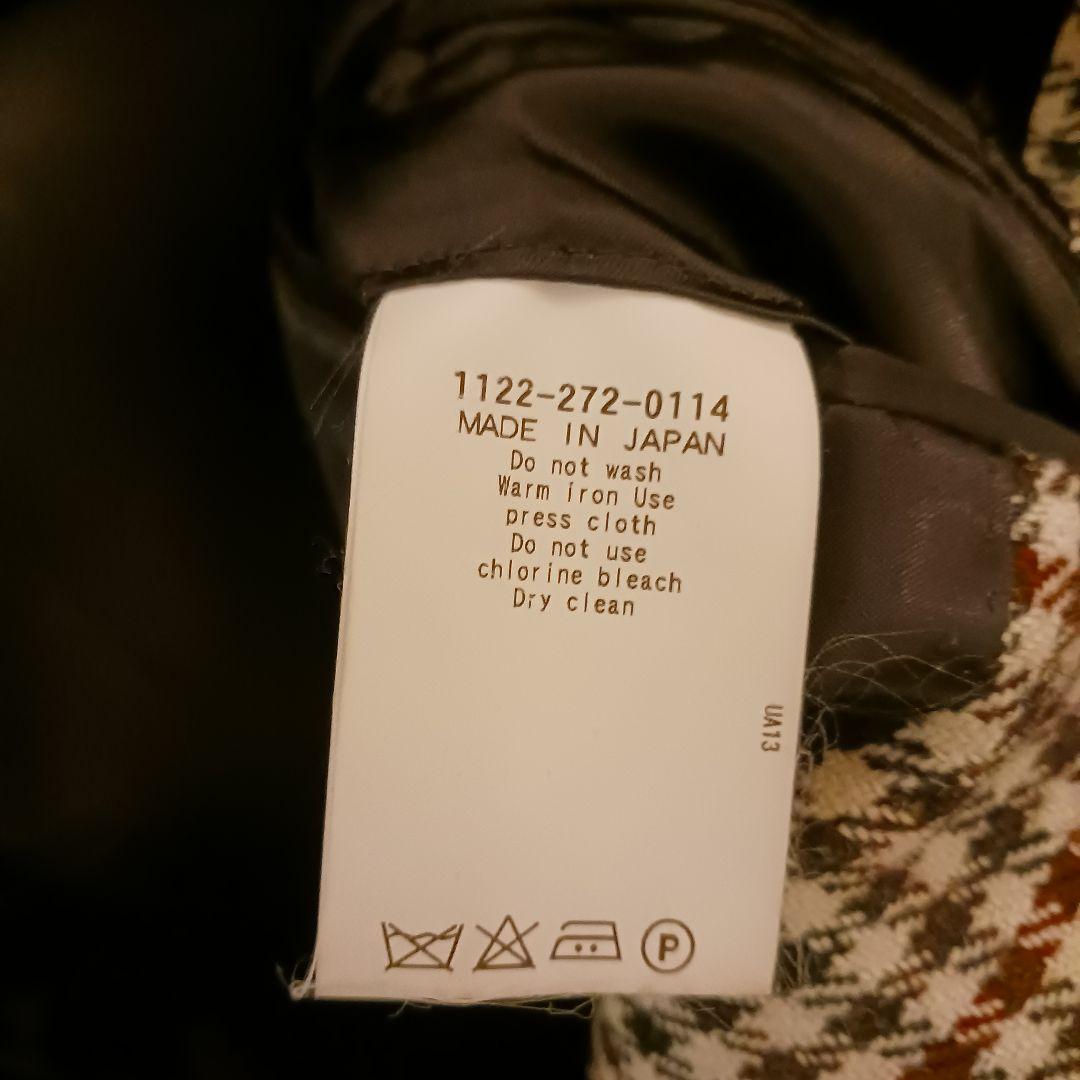 1122-272-0114
MADE IN JAPAN
Do not wash
Warm iron Use
press cloth
Do not use
chlorine bleach
Dry clean
UA13
P